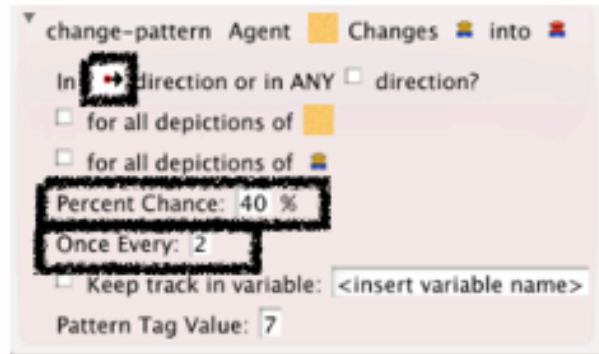 change-pattern Agent Changes into
In direction or in ANY direction?
for all depictions of
for all depictions of
Percent Chance: 40 %
Once Every: 2
Keep track in variable: <insert variable name>
Pattern Tag Value: 7